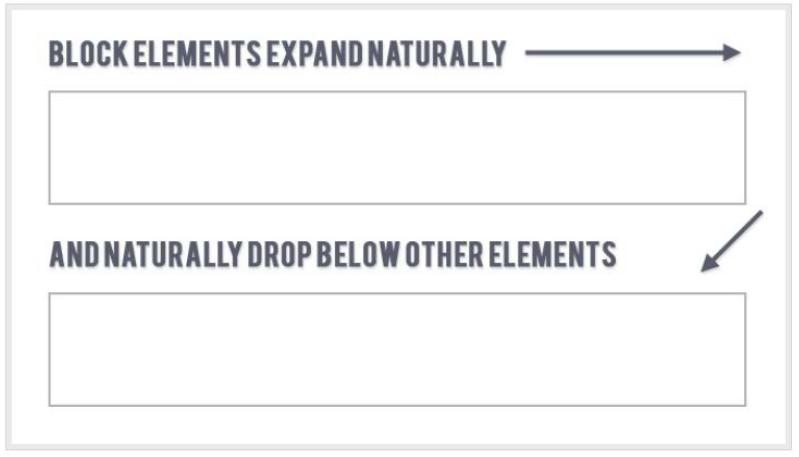 BLOCK ELEMENTS EXPAND NATURALLY
AND NATURALLY DROP BELOW OTHER ELEMENTS